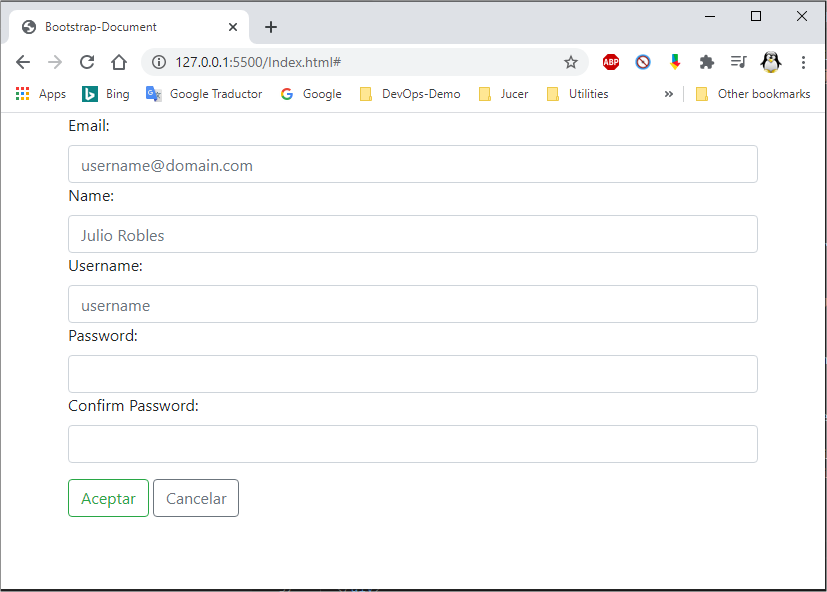 Bootstrap-Document
127.0.0.1:5500/Index.html#
ABP
Apps Bing Google Traductor Google DevOps-Demo Jucer Utilities » Other bookmarks
Email:
username@domain.com
Name:
Julio Robles
Username:
username
Password:
Confirm Password:
Aceptar Cancelar